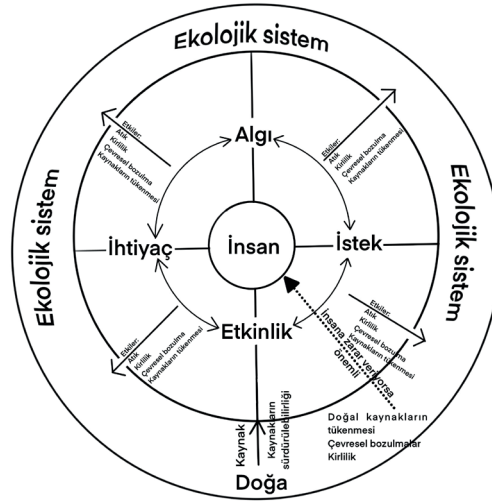 Ekolojik sistem
Ekolojik sistem
Ekolojik sistem
Algı
Etkiler:
Atık
Kirlilik
Çevresel bozulma
Kaynakların tükenmesi
Etkiler:
Atık
Kirlilik
Çevresel bozulma
Kaynakların tükenmesi
İhtiyaç
İnsan
İstek
Etkinlik
Etkiler:
Atık
Kirlilik
Çevresel bozulma
Kaynakların tükenmesi
Etkiler:
Atık
Kirlilik
Çevresel bozulma
Kaynakların tükenmesi
İnsana zarar veriyorsa
önemli
Kaynak
Kaynakların
sürdürülebilirliği
Doğal kaynakların
tükenmesi
Çevresel bozulmalar
Kirlilik
Doğa